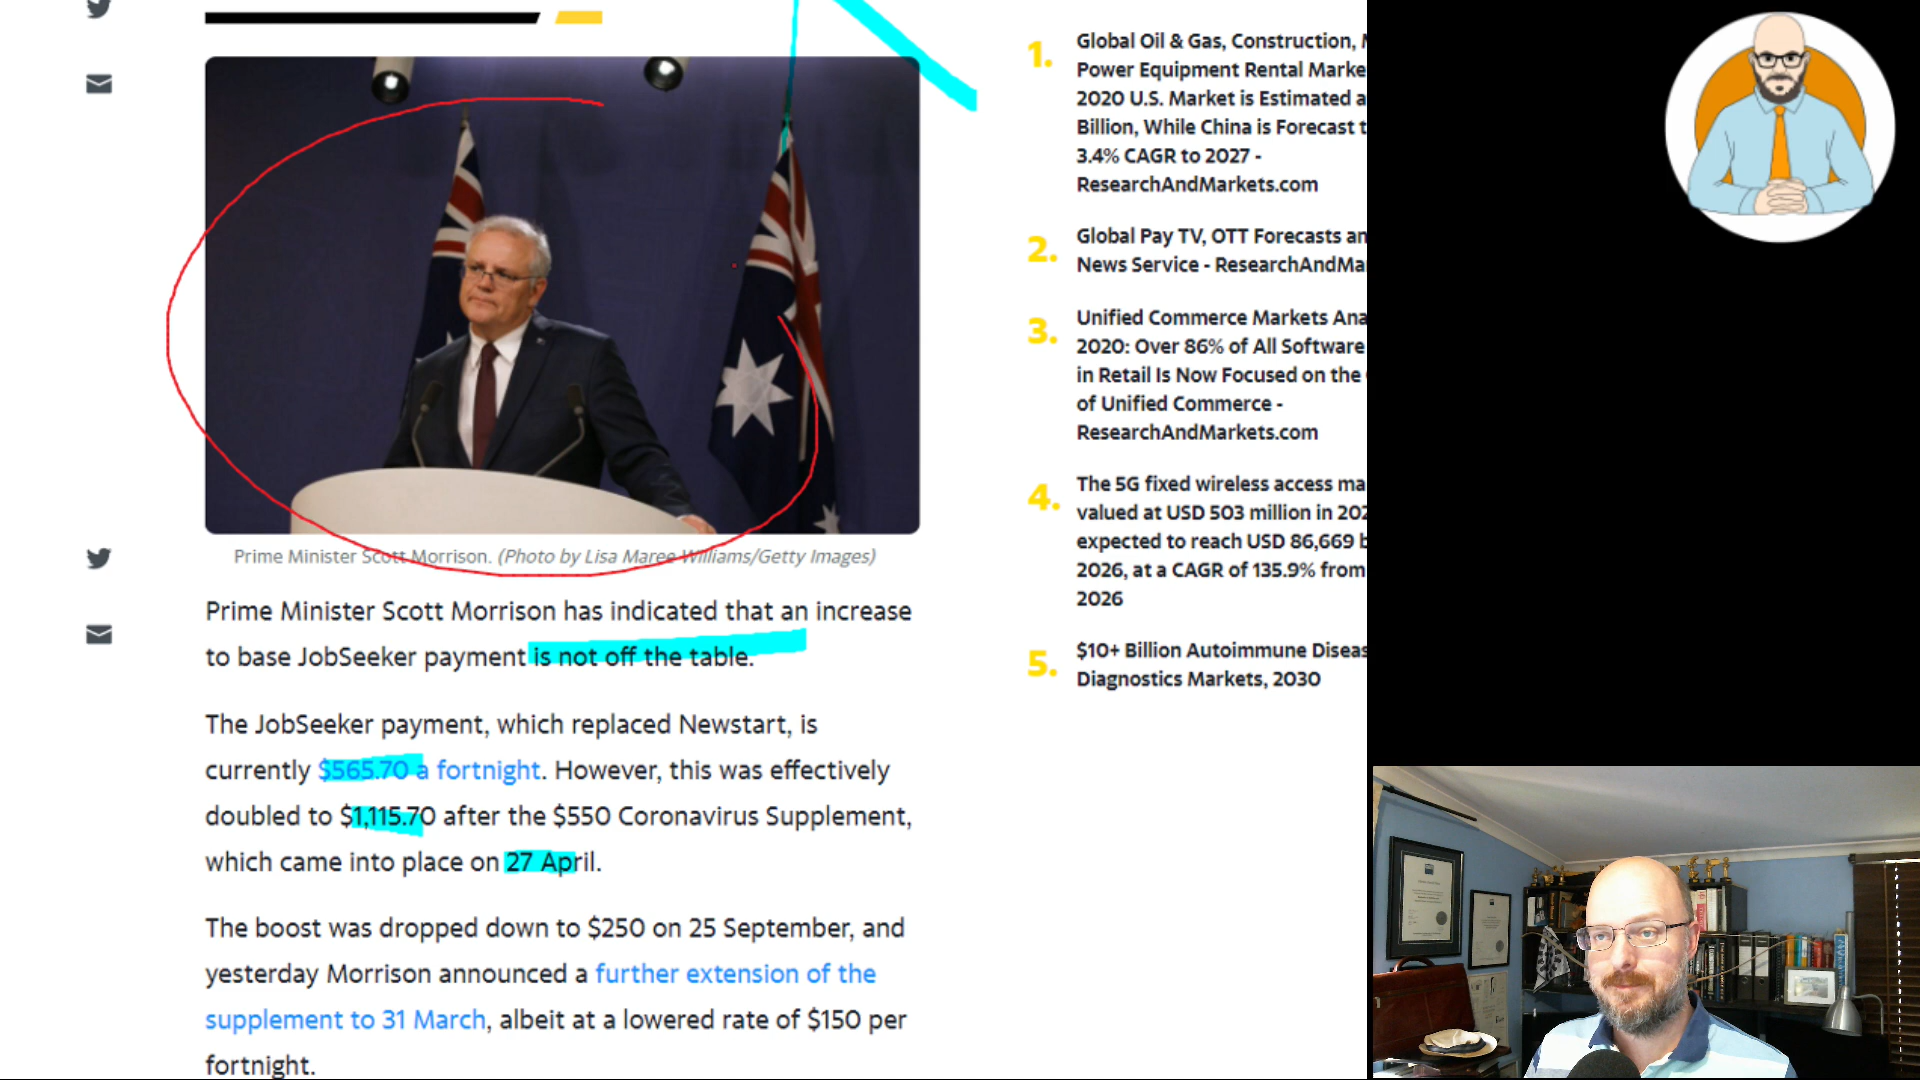 Prime Minister Scott Morrison. (Photo by Lisa Maree Williams/Getty Images)
Prime Minister Scott Morrison has indicated that an increase
to base JobSeeker payment is not off the table.
The JobSeeker payment, which replaced Newstart, is
currently $565.70 a fortnight. However, this was effectively
doubled to $1,115.70 after the $550 Coronavirus Supplement,
which came into place on 27 April.
The boost was dropped down to $250 on 25 September, and
yesterday Morrison announced a further extension of the
supplement to 31 March, albeit at a lowered rate of $150 per
fortnight.
1.
Global Oil & Gas, Construction,
Power Equipment Rental Marke
2020 U.S. Market is Estimated a
Billion, While China is Forecast t
3.4% CAGR to 2027 -
ResearchAndMarkets.com
2.
Global Pay TV, OTT Forecasts an
News Service - ResearchAndMa
3.
Unified Commerce Markets Ana
2020: Over 86% of All Software
in Retail Is Now Focused on the
of Unified Commerce -
ResearchAndMarkets.com
4.
The 5G fixed wireless access ma
valued at USD 503 million in 202
expected to reach USD 86,669 b
2026, at a CAGR of 135.9% from
2026
5.
$10+ Billion Autoimmune Diseas
Diagnostics Markets, 2030